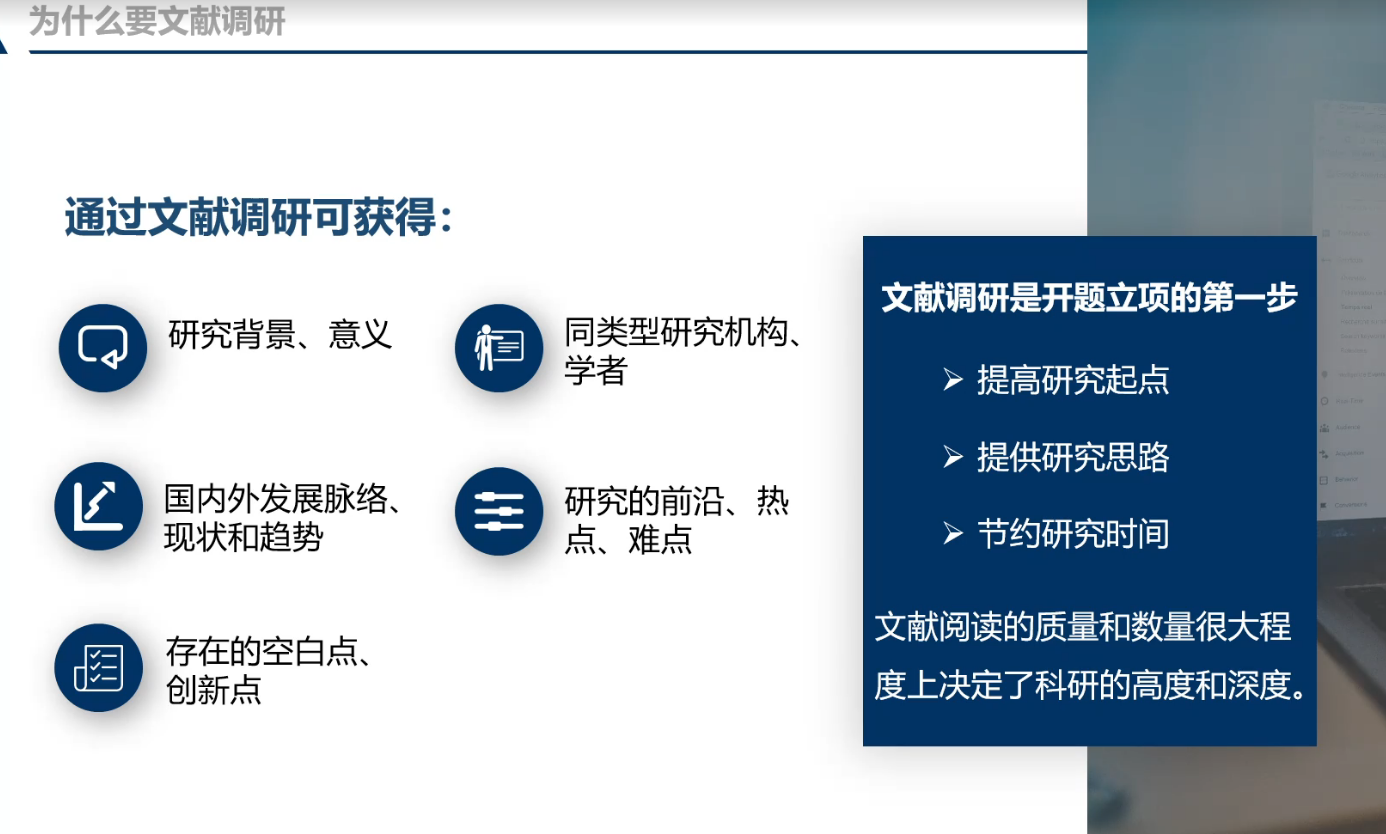 为什么要文献调研
通过文献调研可获得：
研究背景、意义
同类型研究机构、
学者
国内外发展脉络、
现状和趋势
研究的前沿、热
点、难点
存在的空白点、
创新点
文献调研是开题立项的第一步
➢ 提高研究起点
➢ 提供研究思路
➢ 节约研究时间
文献阅读的质量和数量很大程
度上决定了科研的高度和深度。